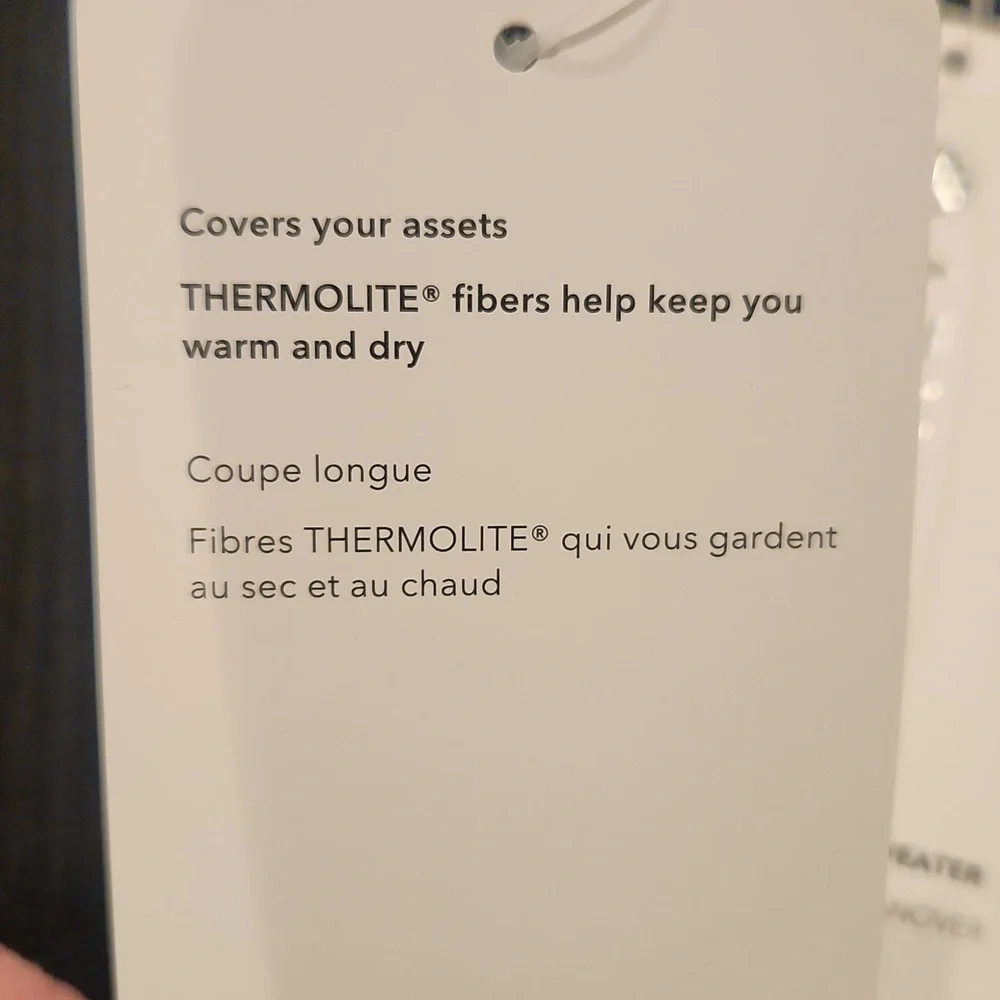 Covers your assets
THERMOLITE® fibers help keep you
warm and dry
Coupe longue
Fibres THERMOLITE® qui vous gardent
au sec et au chaud